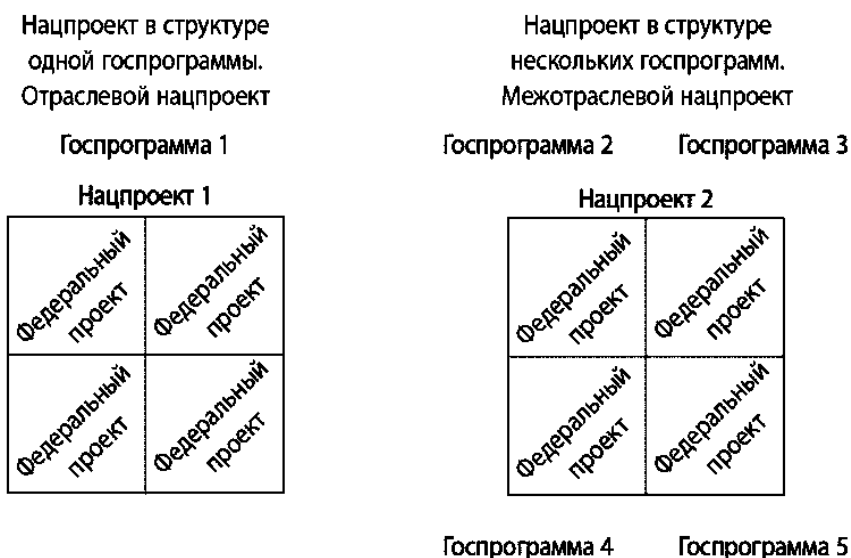 Нацпроект в структуре
одной госпрограммы.
Отраслевой нацпроект
Госпрограмма 1
Нацпроект 1
Федеральный
проект
Федеральный
проект
Федеральный
проект
Федеральный
проект
Нацпроект в структуре
нескольких госпрограмм.
Межотраслевой нацпроект
Госпрограмма 2 Госпрограмма 3
Нацпроект 2
Федеральный
проект
Федеральный
проект
Федеральный
проект
Федеральный
проект
Госпрограмма 4 Госпрограмма 5